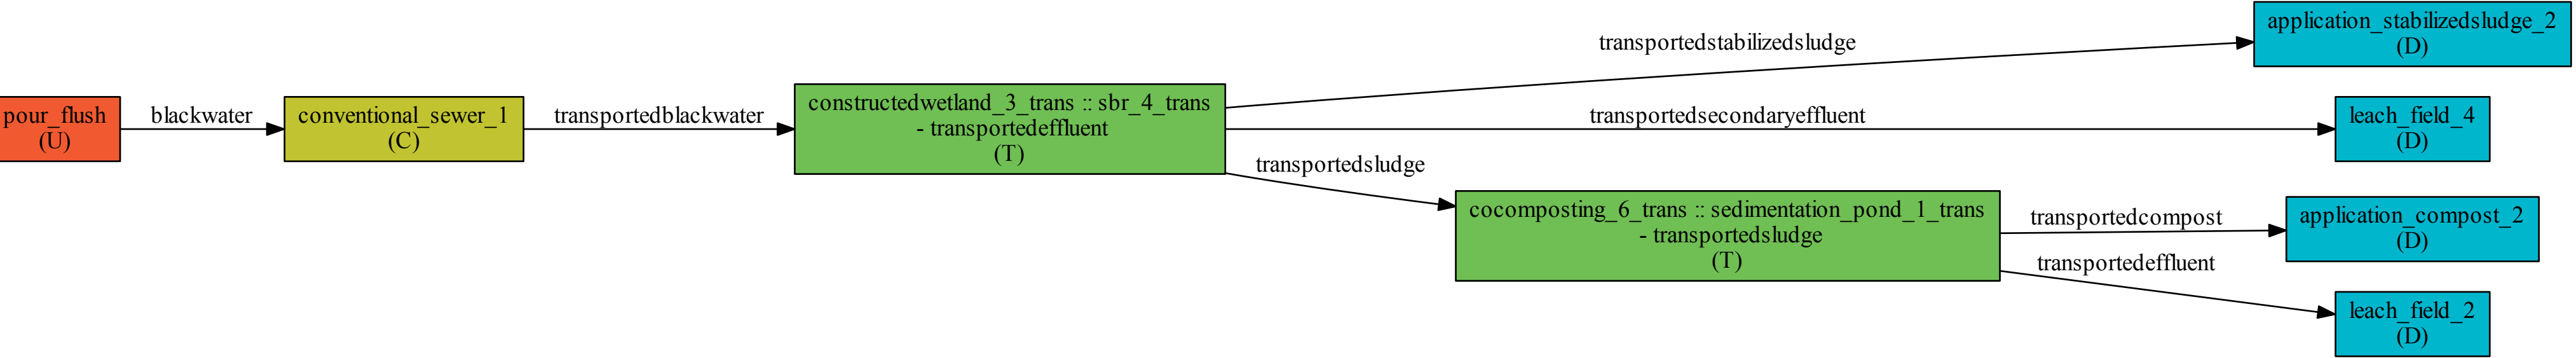 pour_flush
(U)
blackwater
conventional_sewer_1
(C)
transportedblackwater
constructedwetland_3_trans :: sbr_4_trans
- transportedeffluent
(T)
transportedstabilizedsludge
application_stabilizedsludge_2
(D)
transportedsecondaryeffluent
leach_field_4
(D)
transportedsludge
cocomposting_6_trans :: sedimentation_pond_1_trans
- transportedsludge
(T)
transportedcompost
application_compost_2
(D)
transportedeffluent
leach_field_2
(D)